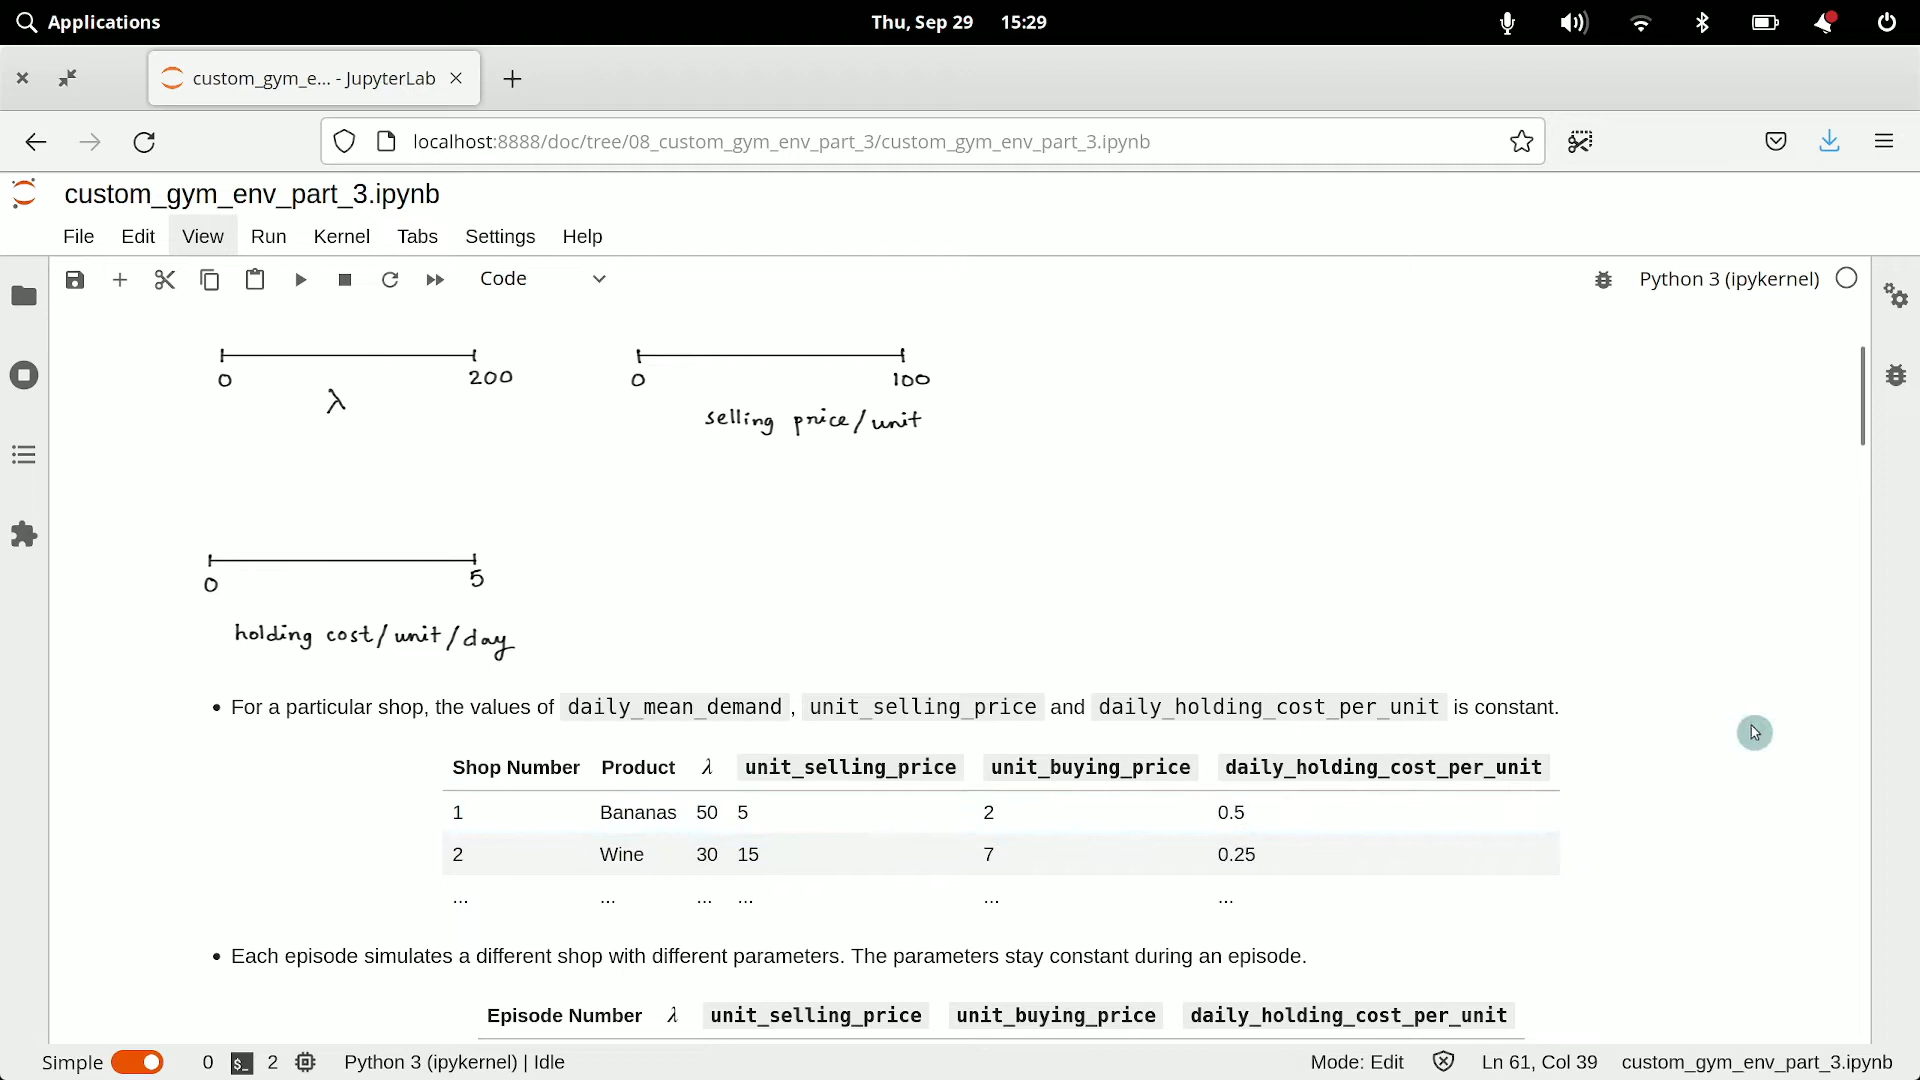 Applications
Thu, Sep 29 15:29
custom_gym_e... - JupyterLab
localhost:8888/doc/tree/08_custom_gym_env_part_3/custom_gym_env_part_3.ipynb
custom_gym_env_part_3.ipynb
File Edit View Run Kernel Tabs Settings Help
Code
Python 3 (ipykernel)
0 200 0 100
λ
selling price/unit
0 5
holding cost/unit/day
• For a particular shop, the values of daily_mean_demand, unit_selling_price and daily_holding_cost_per_unit is constant.
Shop Number Product λ unit_selling_price unit_buying_price daily_holding_cost_per_unit
1 Bananas 50 5 2 0.5
2 Wine 30 15 7 0.25
... ... ... ... ... ...
• Each episode simulates a different shop with different parameters. The parameters stay constant during an episode.
Episode Number λ unit_selling_price unit_buying_price daily_holding_cost_per_unit
Simple 0 $_ 2 Python 3 (ipykernel) | Idle Mode: Edit Ln 61, Col 39 custom_gym_env_part_3.ipynb